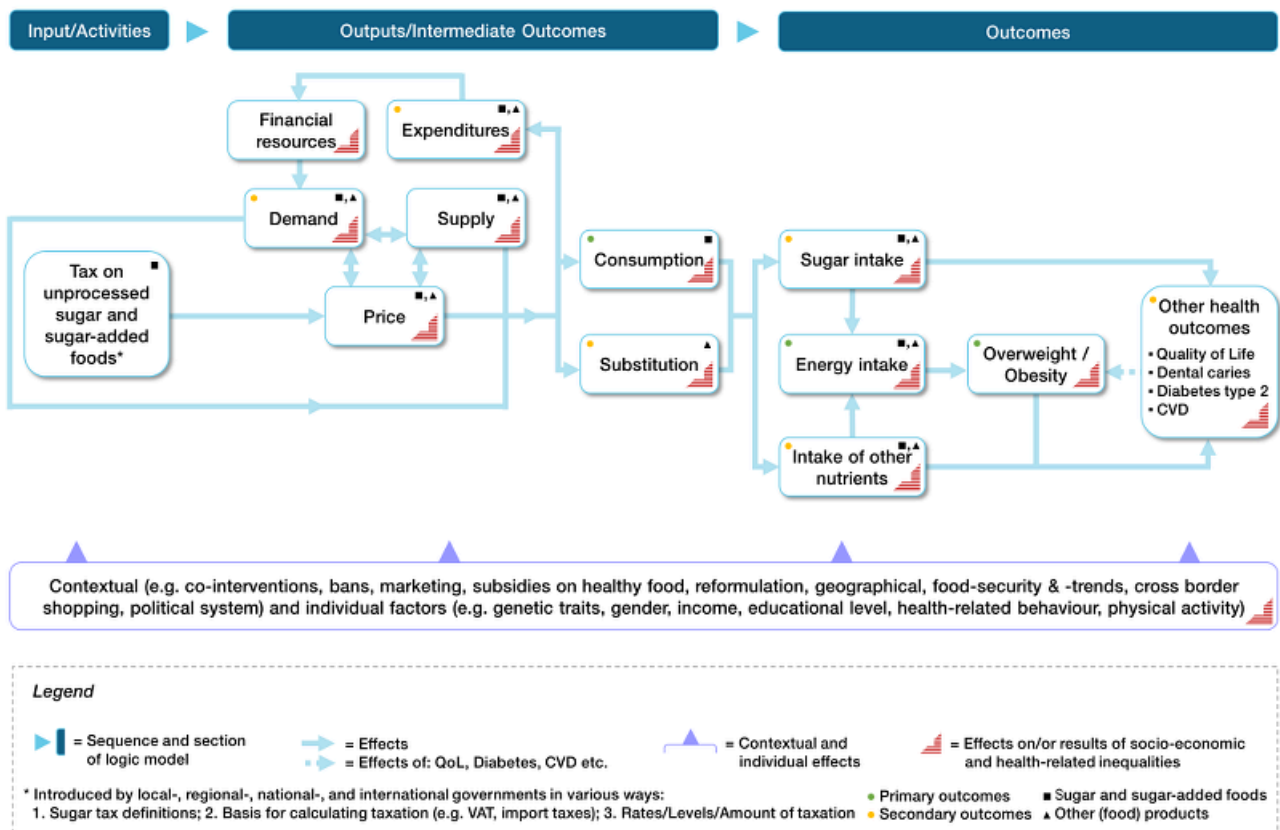 Input/Activities
Outputs/Intermediate Outcomes
Outcomes
Financial
resources
Expenditures
■,▲
Demand
■,▲
Supply
■,▲
Tax on
unprocessed
sugar and
sugar-added
foods*
■
Price
■,▲
Consumption
■
Substitution
▲
Sugar intake
■,▲
Energy intake
■,▲
Intake of other
nutrients
■,▲
Overweight /
Obesity
Other health
outcomes
• Quality of Life
• Dental caries
• Diabetes type 2
• CVD
Contextual (e.g. co-interventions, bans, marketing, subsidies on healthy food, reformulation, geographical, food-security & -trends, cross border
shopping, political system) and individual factors (e.g. genetic traits, gender, income, educational level, health-related behaviour, physical activity)
Legend
= Sequence and section
of logic model
= Effects
= Effects of: QoL, Diabetes, CVD etc.
= Contextual and
individual effects
= Effects on/or results of socio-economic
and health-related inequalities
* Introduced by local-, regional-, national-, and international governments in various ways:
1. Sugar tax definitions; 2. Basis for calculating taxation (e.g. VAT, import taxes); 3. Rates/Levels/Amount of taxation
● Primary outcomes
● Secondary outcomes
■ Sugar and sugar-added foods
▲ Other (food) products